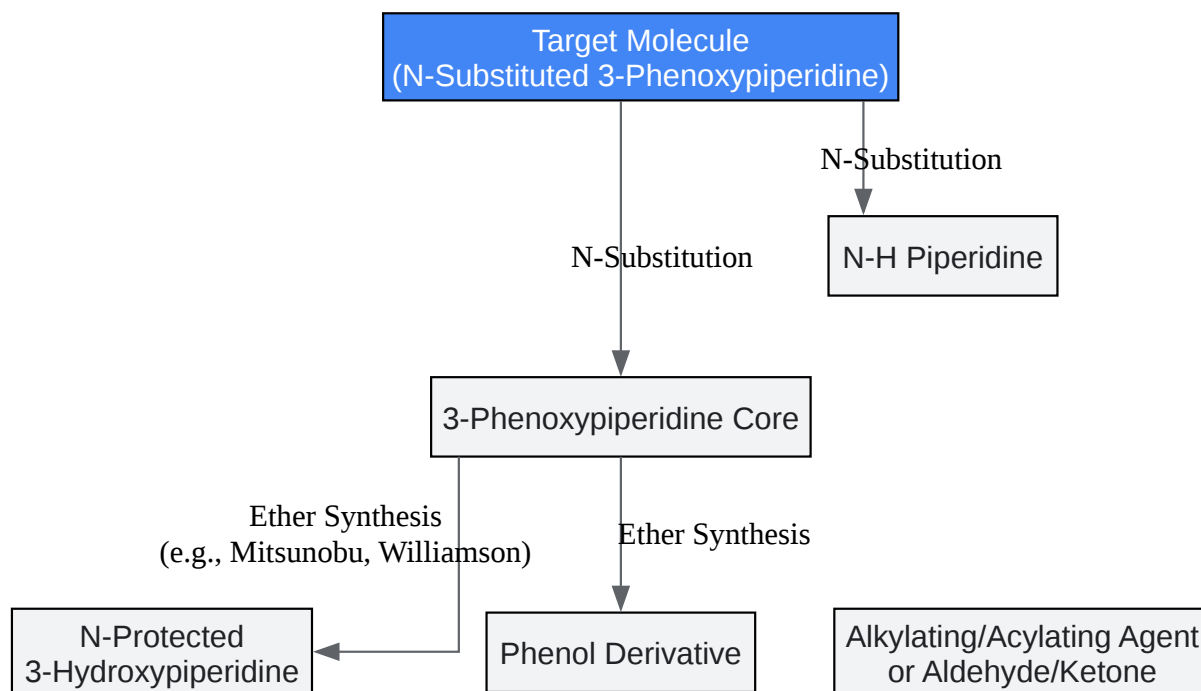 Target Molecule
(N-Substituted 3-Phenoxypiperidine)
N-Substitution
N-Substitution
N-H Piperidine
3-Phenoxypiperidine Core
Ether Synthesis
(e.g., Mitsunobu, Williamson)
Ether Synthesis
N-Protected
3-Hydroxypiperidine
Phenol Derivative
Alkylating/Acylating Agent
or Aldehyde/Ketone